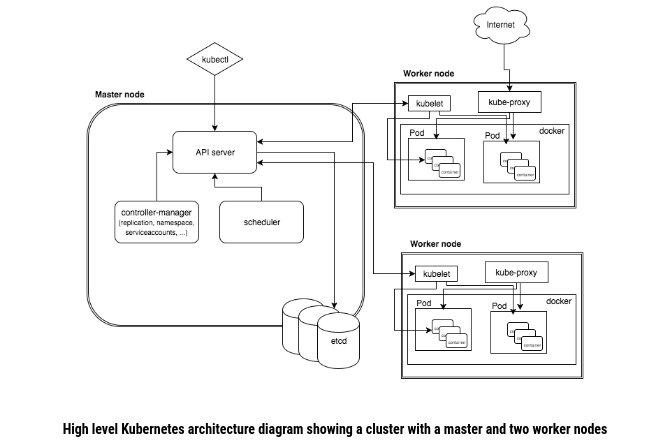 Internet
kubectl
Master node
API server
controller-manager
(replication, namespace,
serviceaccounts, ...)
scheduler
etcd
Worker node
kubelet
kube-proxy
docker
Pod
Pod
container
container
Worker node
kubelet
kube-proxy
docker
Pod
Pod
container
container
High level Kubernetes architecture diagram showing a cluster with a master and two worker nodes